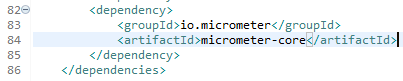 82 <dependency>
83 <groupId>io.micrometer</groupId>
84 <artifactId>micrometer-core</artifactId>
85 </dependency>
86 </dependencies>